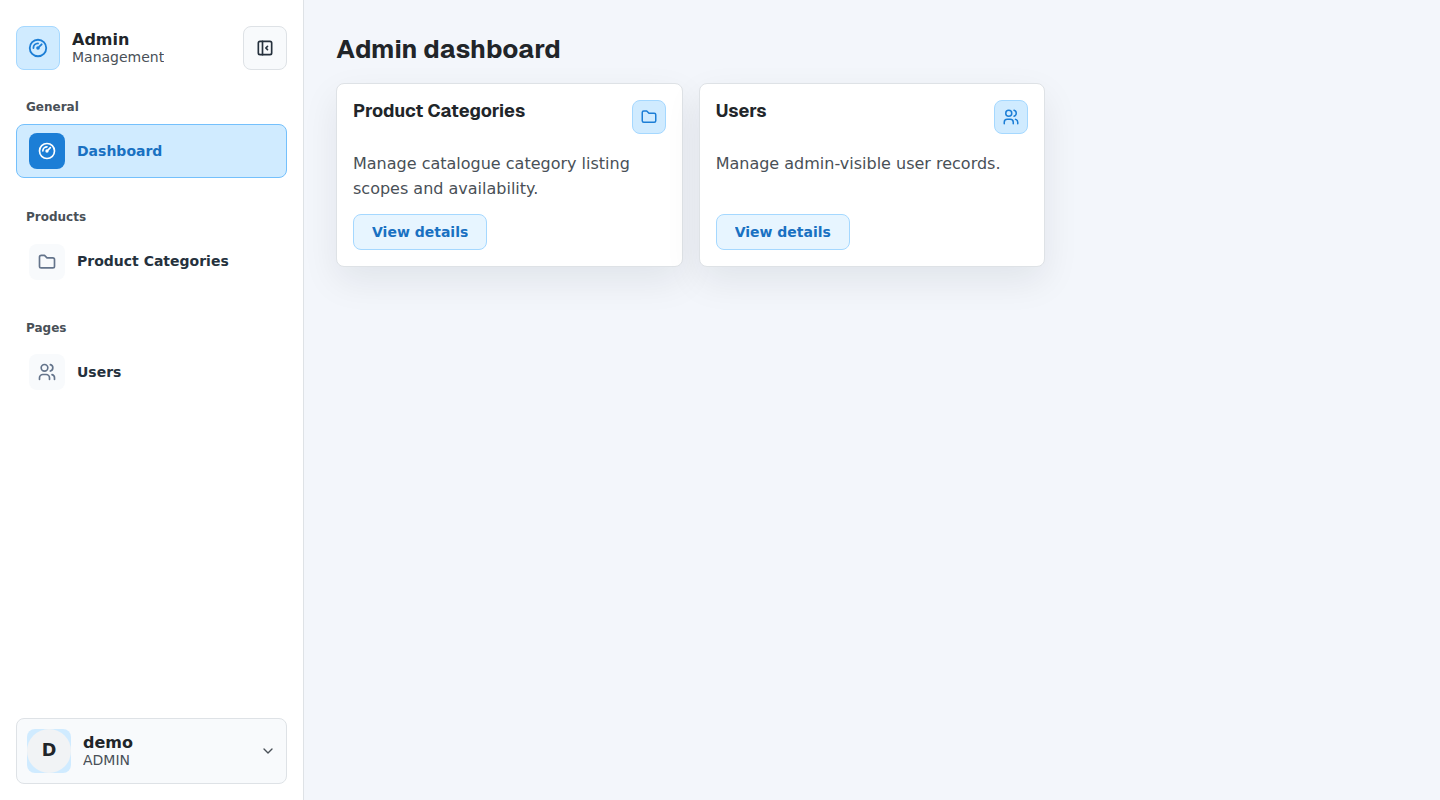 Admin
Management
General
Dashboard
Products
Product Categories
Pages
Users
D
demo
ADMIN
Admin dashboard
Product Categories
Manage catalogue category listing
scopes and availability.
View details
Users
Manage admin-visible user records.
View details